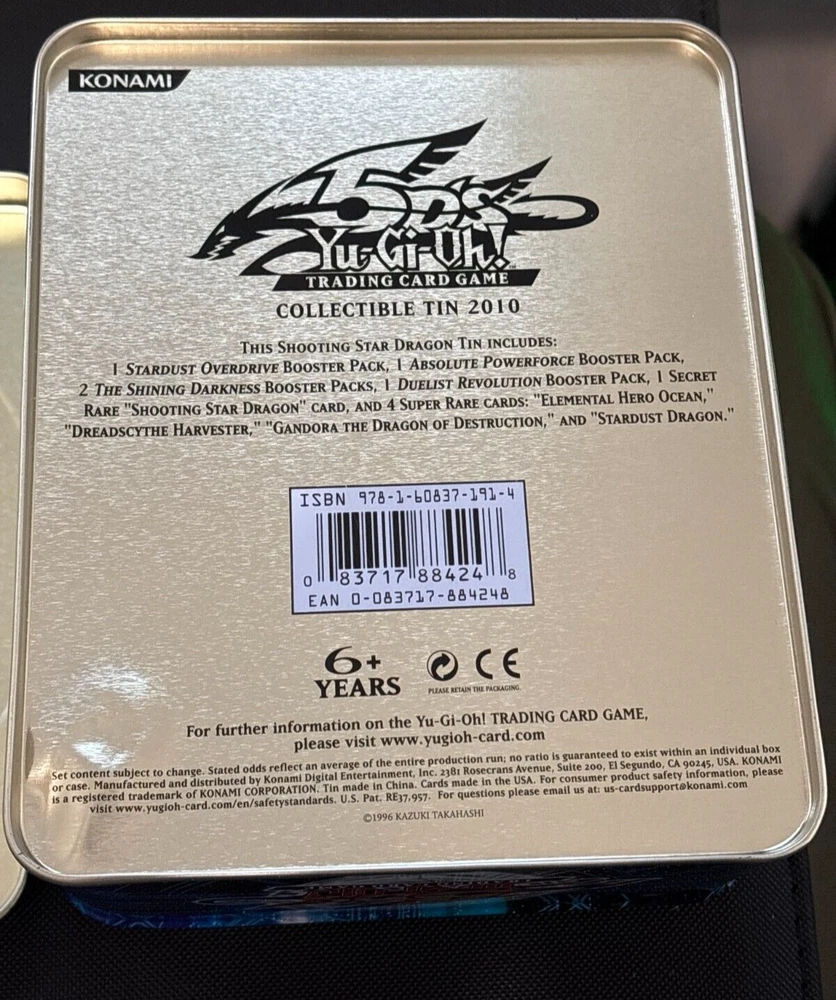 KONAMI
5D's
Yu-Gi-Oh!
TRADING CARD GAME
COLLECTIBLE TIN 2010
THIS SHOOTING STAR DRAGON TIN INCLUDES:
1 STARDUST OVERDRIVE BOOSTER PACK, 1 ABSOLUTE POWERFORCE BOOSTER PACK,
2 THE SHINING DARKNESS BOOSTER PACKS, 1 DUELIST REVOLUTION BOOSTER PACK, 1 SECRET
RARE "SHOOTING STAR DRAGON" CARD, AND 4 SUPER RARE CARDS: "ELEMENTAL HERO OCEAN,"
"DREADSCYTHE HARVESTER," "GANDORA THE DRAGON OF DESTRUCTION," AND "STARDUST DRAGON."
ISBN 978-1-60837-191-4
0 83717 88424 8
EAN 0-083717-884248
6+
YEARS
CE
PLEASE RETAIN THE PACKAGING.
For further information on the Yu-Gi-Oh! TRADING CARD GAME,
please visit www.yugioh-card.com
Set content subject to change. Stated odds reflect an average of the entire production run; no ratio is guaranteed to exist within an individual box
or case. Manufactured and distributed by Konami Digital Entertainment, Inc. 2381 Rosecrans Avenue, Suite 200, El Segundo, CA 90245, USA. KONAMI
is a registered trademark of KONAMI CORPORATION. Tin made in China. Cards made in the USA. For consumer product safety information, please
visit www.yugioh-card.com/en/safetystandards. U.S. Pat. RE37,957. For questions please email us at: us-cardsupport@konami.com
©1996 KAZUKI TAKAHASHI